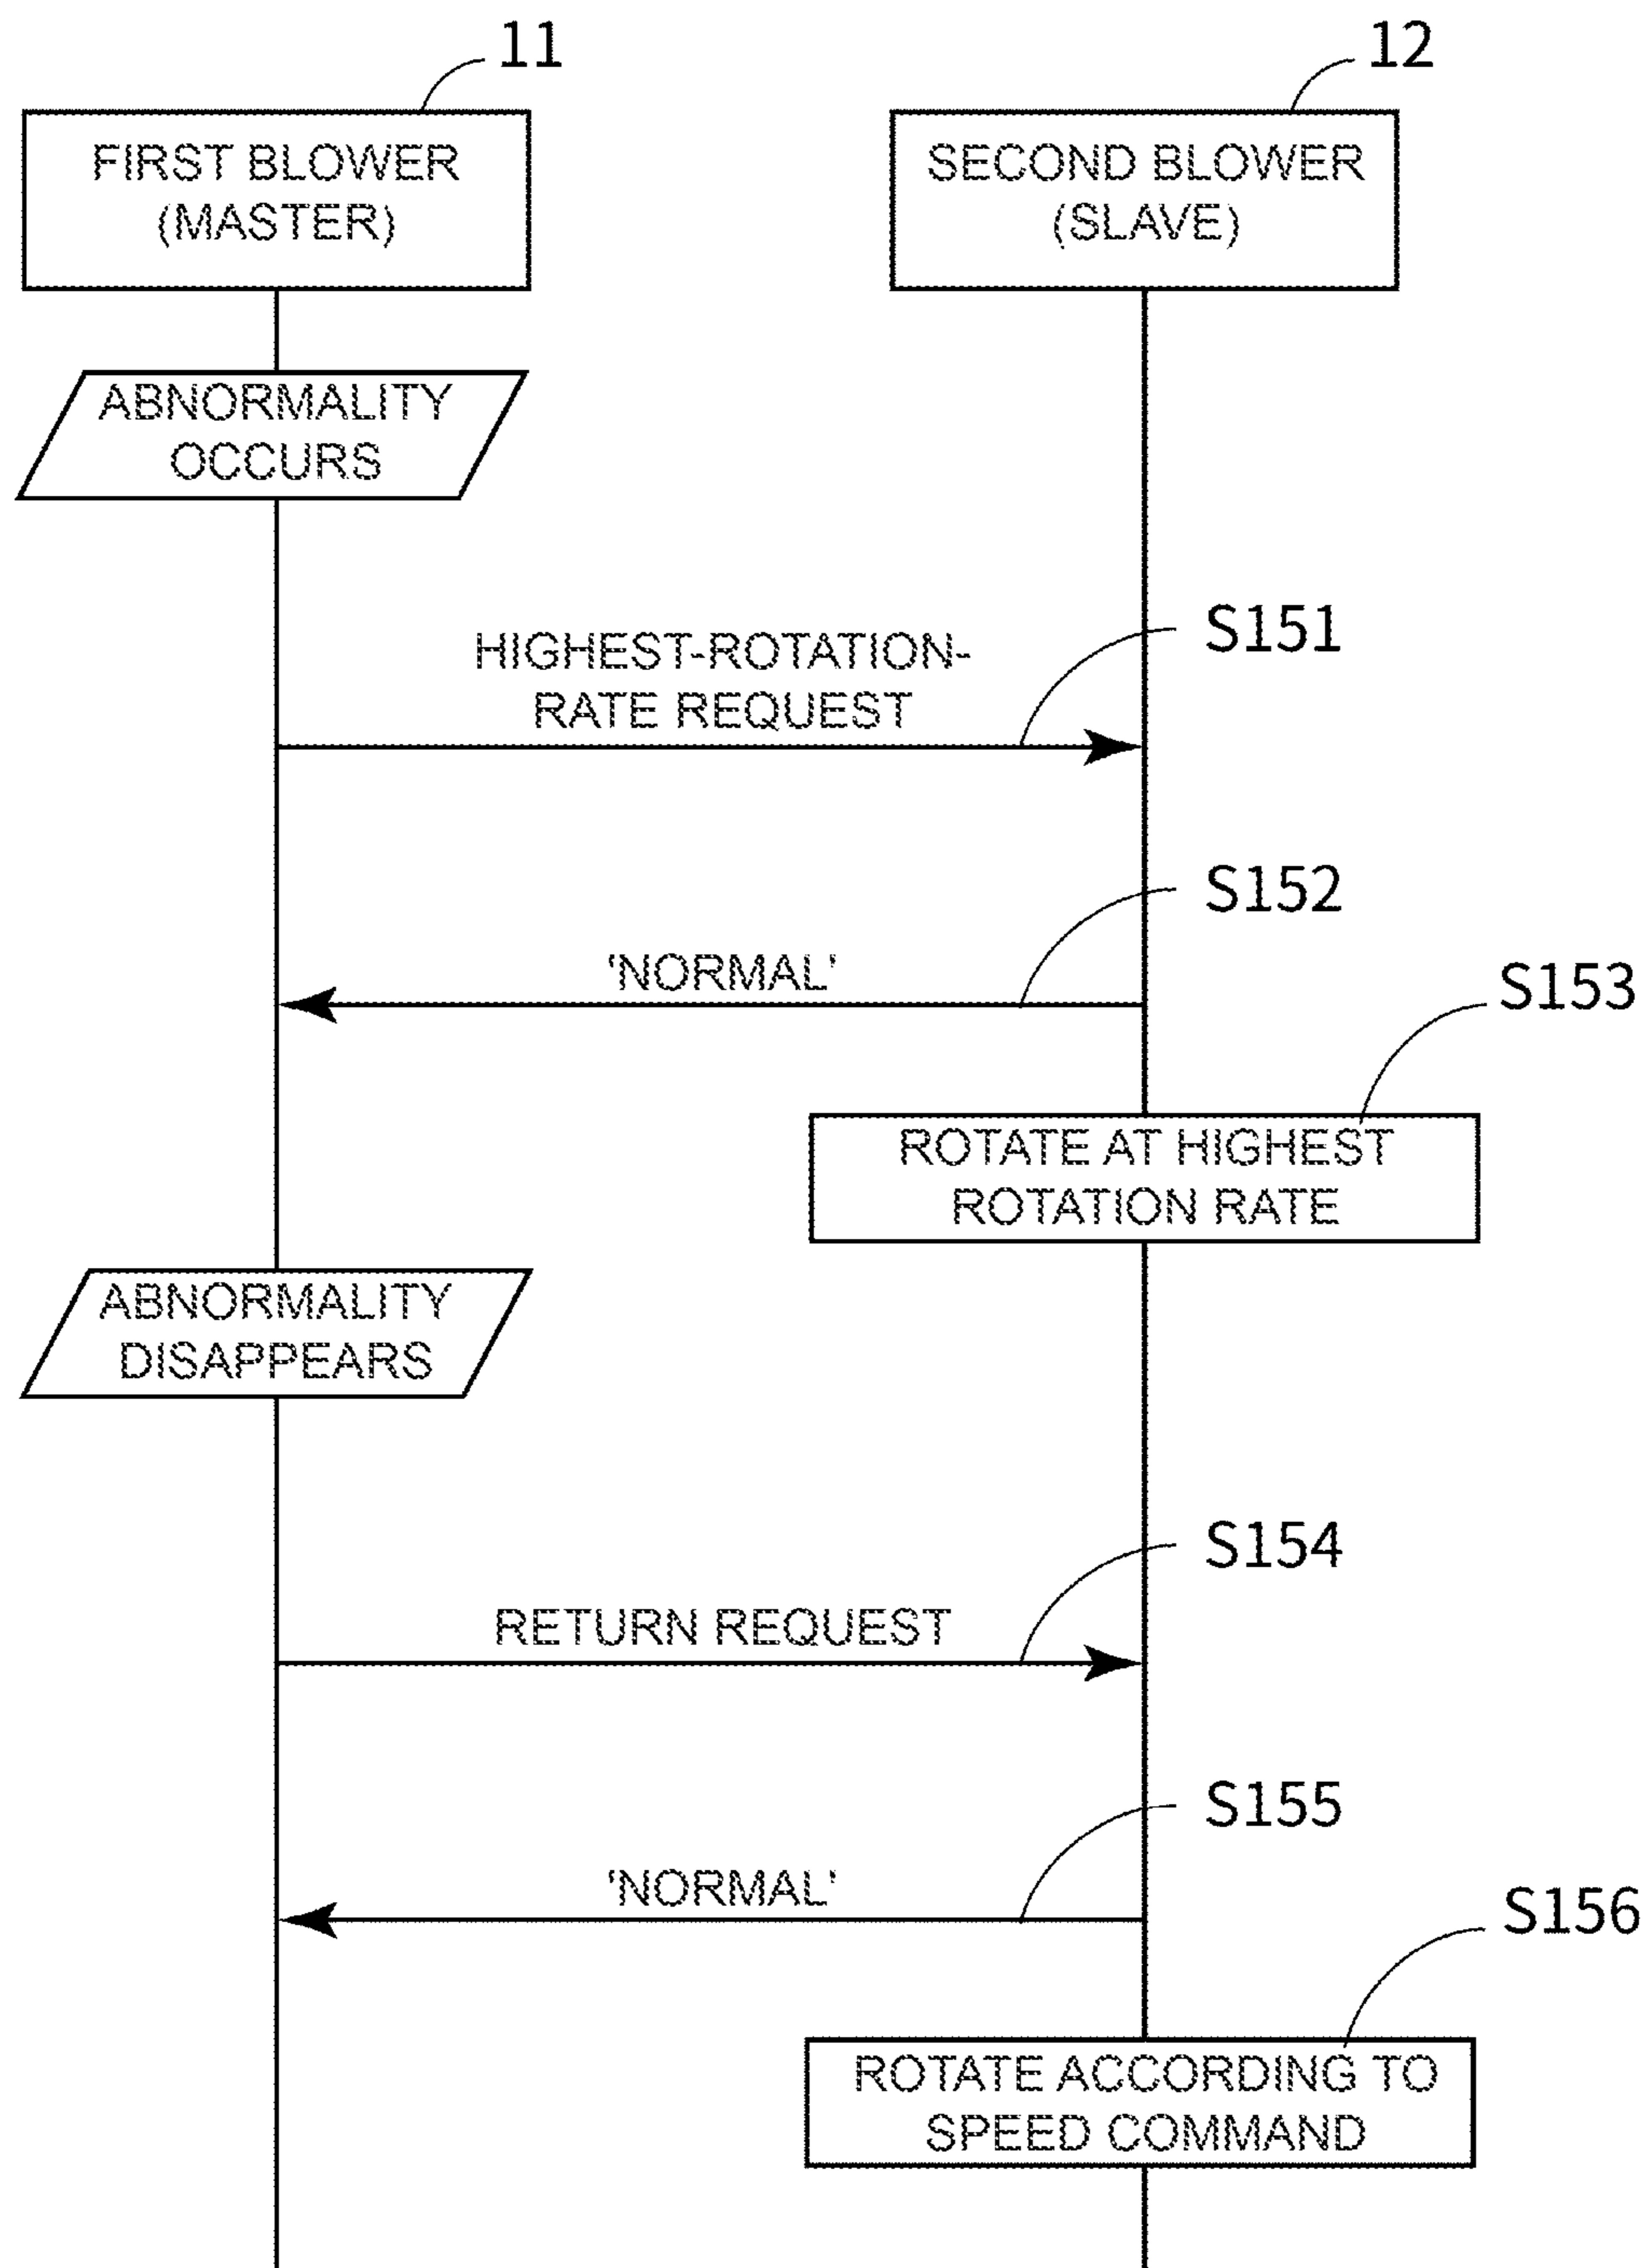 11
12
FIRST BLOWER
(MASTER)
SECOND BLOWER
(SLAVE)
ABNORMALITY
OCCURS
S151
HIGHEST-ROTATION-
RATE REQUEST
S152
'NORMAL'
S153
ROTATE AT HIGHEST
ROTATION RATE
ABNORMALITY
DISAPPEARS
S154
RETURN REQUEST
S155
'NORMAL'
S156
ROTATE ACCORDING TO
SPEED COMMAND